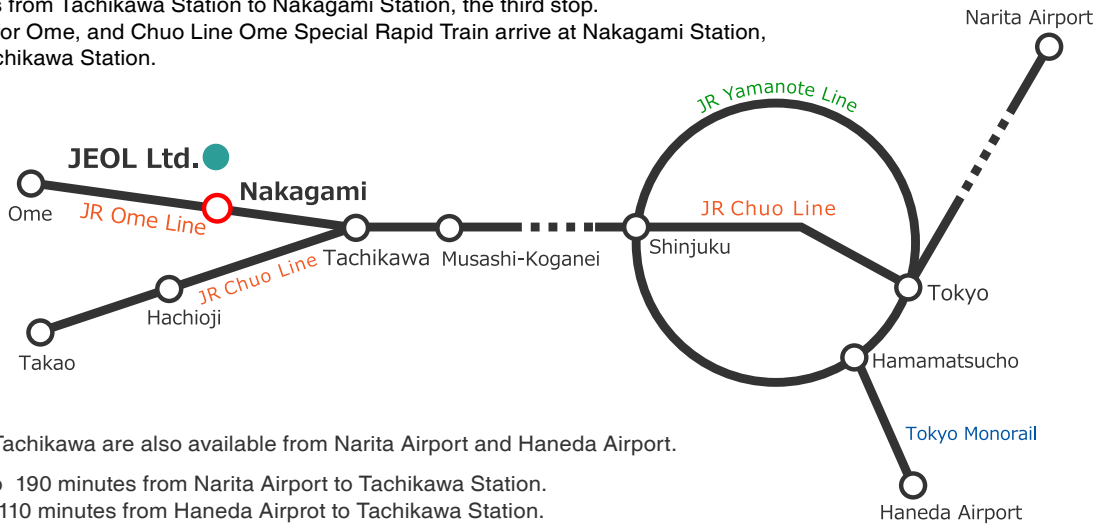 from Tachikawa Station to Nakagami Station, the third stop.
or Ome, and Chuo Line Ome Special Rapid Train arrive at Nakagami Station,
chikawa Station.
Narita Airport
JR Yamanote Line
JEOL Ltd.
Nakagami
Ome
JR Ome Line
JR Chuo Line
Tachikawa
Musashi-Koganei
Shinjuku
JR Chuo Line
Hachioji
Tokyo
Takao
Hamamatsucho
Tachikawa are also available from Narita Airport and Haneda Airport.
Tokyo Monorail
190 minutes from Narita Airport to Tachikawa Station.
110 minutes from Haneda Airprot to Tachikawa Station.
Haneda Airport